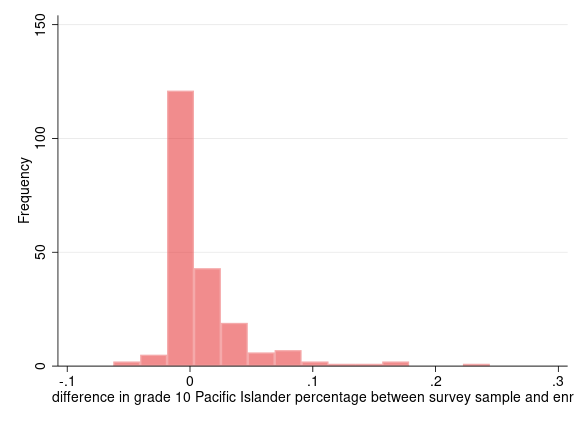 150
100
50
0
Frequency
-.1 0 .1 .2 .3
difference in grade 10 Pacific Islander percentage between survey sample and enr